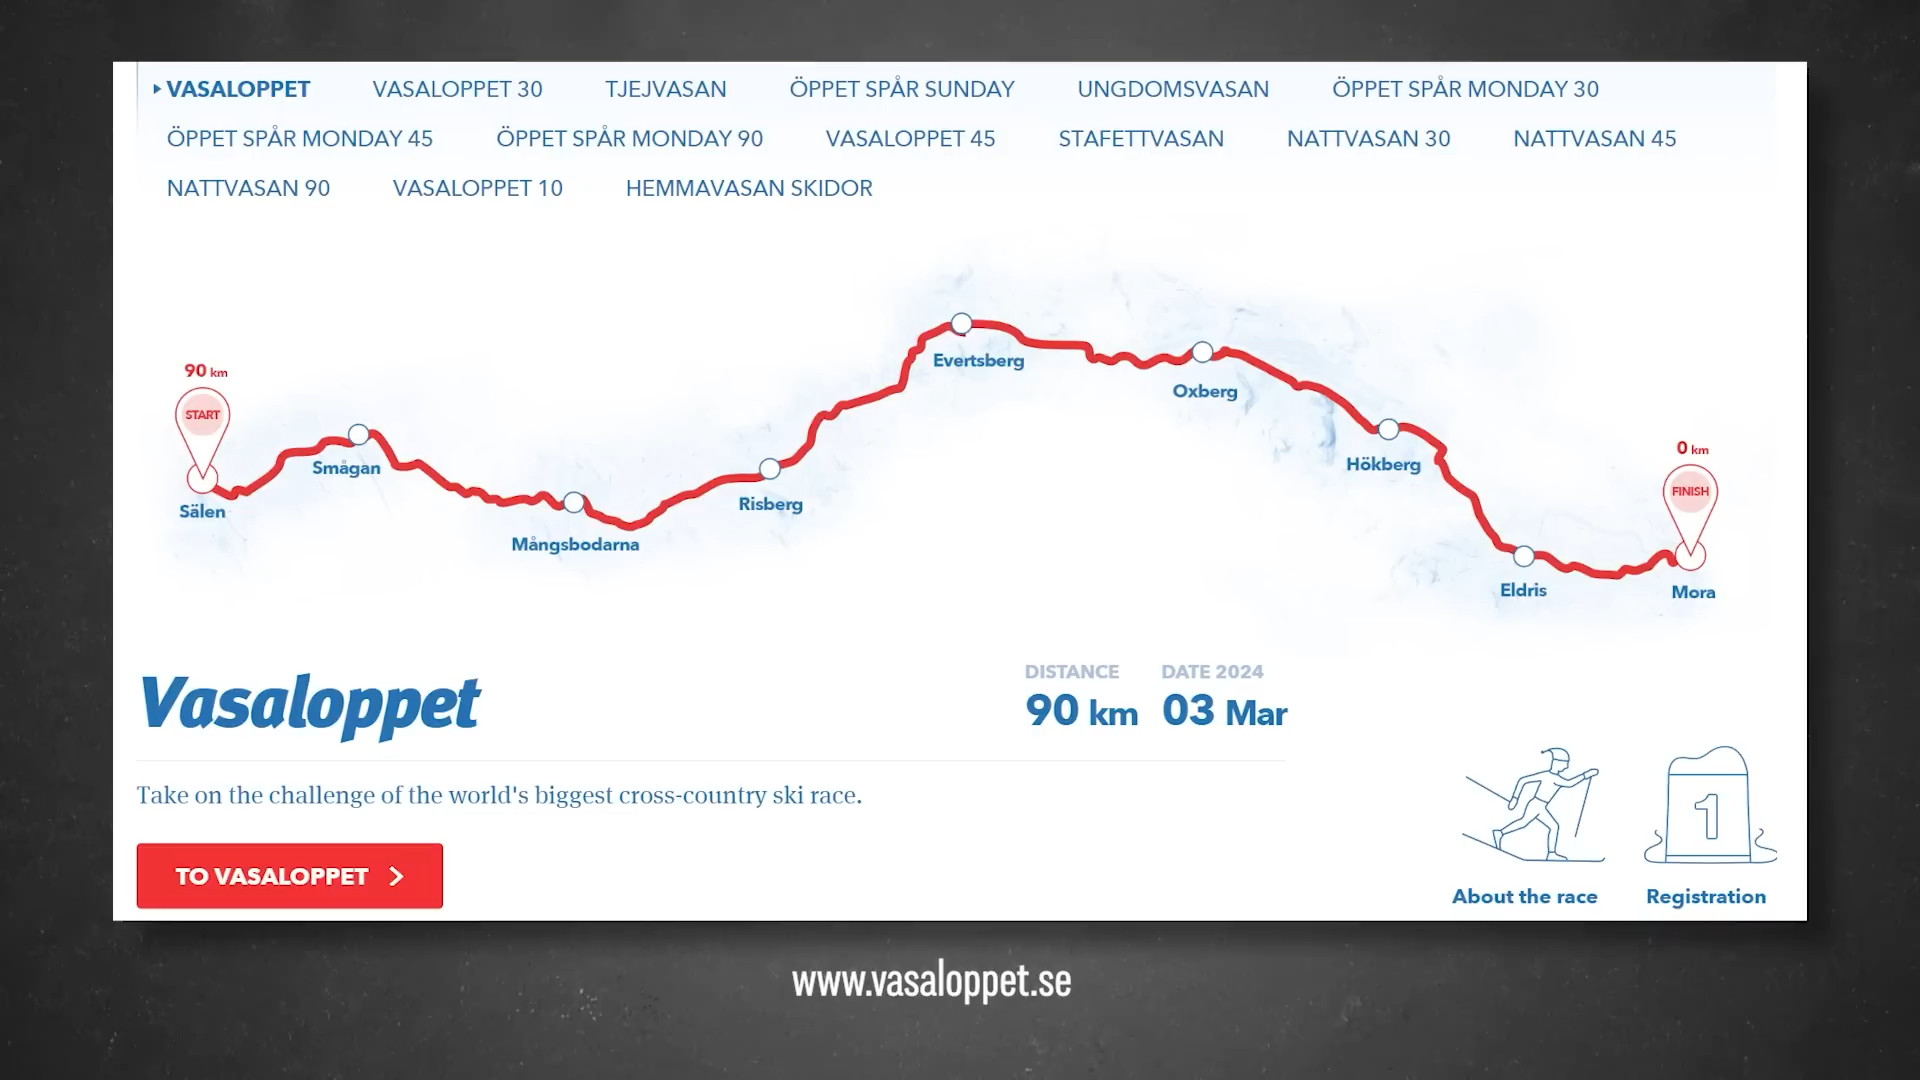 VASALOPPET VASALOPPET 30 TJEJVASAN ÖPPET SPÅR SUNDAY UNGDOMSVASAN ÖPPET SPÅR MONDAY 30
ÖPPET SPÅR MONDAY 45 ÖPPET SPÅR MONDAY 90 VASALOPPET 45 STAFETTVASAN NATTVASAN 30 NATTVASAN 45
NATTVASAN 90 VASALOPPET 10 HEMMAVASAN SKIDOR
90 km
START
Sälen
Smågan
Mångsbodarna
Risberg
Evertsberg
Oxberg
Hökberg
Eldris
0 km
FINISH
Mora
Vasaloppet
DISTANCE
90 km
DATE 2024
03 Mar
Take on the challenge of the world's biggest cross-country ski race.
TO VASALOPPET
1
About the race
Registration
www.vasaloppet.se